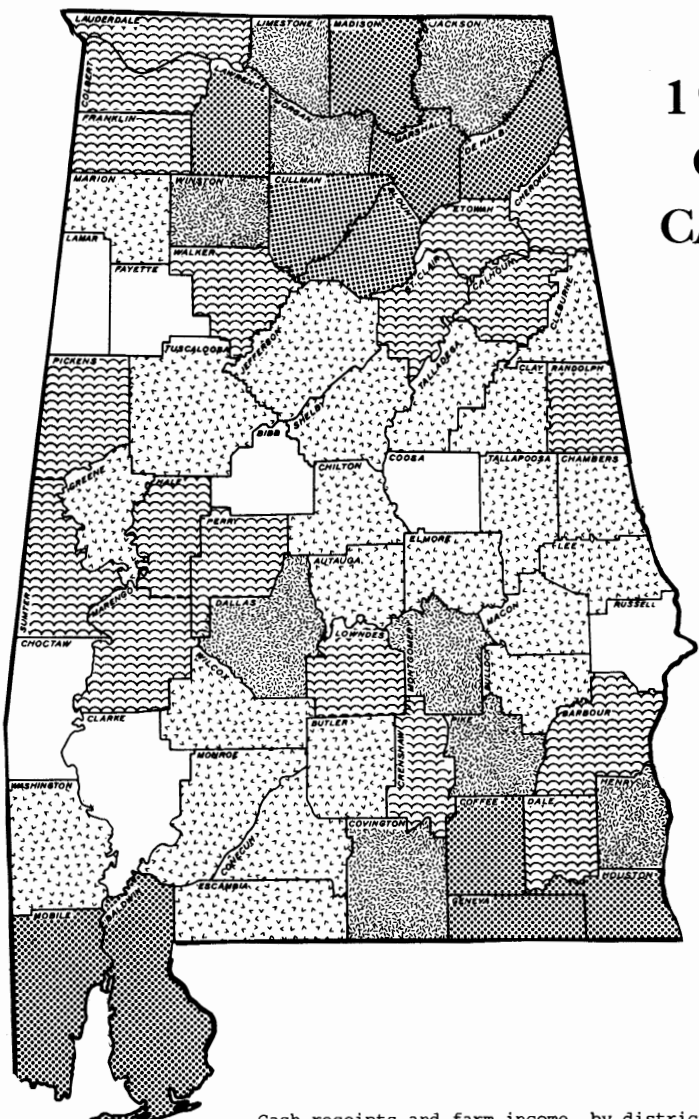 LAUDERDALE
LIMESTONE
MADISON
JACKSON
COLBERT
FRANKLIN
MORGAN
MARSHALL
DE KALB
MARION
WINSTON
CULLMAN
ETOWAH
CHEROKEE
LAMAR
FAYETTE
WALKER
ST CLAIR
CALHOUN
CLEBURNE
PICKENS
TUSCALOOSA
JEFFERSON
SHELBY
TALLADEGA
CLAY
RANDOLPH
BIBB
GREENE
HALE
CHILTON
COOSA
TALLAPOOSA
CHAMBERS
PERRY
ELMORE
LEE
SUMTER
MARENGO
DALLAS
AUTAUGA
MACON
RUSSELL
CHOCTAW
WILCOX
LOWNDES
MONTGOMERY
BULLOCK
CLARKE
BUTLER
CRENSHAW
PIKE
BARBOUR
WASHINGTON
MONROE
CONECUH
COVINGTON
COFFEE
DALE
HENRY
ESCAMBIA
GENEVA
HOUSTON
MOBILE
BALDWIN
1
Cash receipts and farm income, by distric